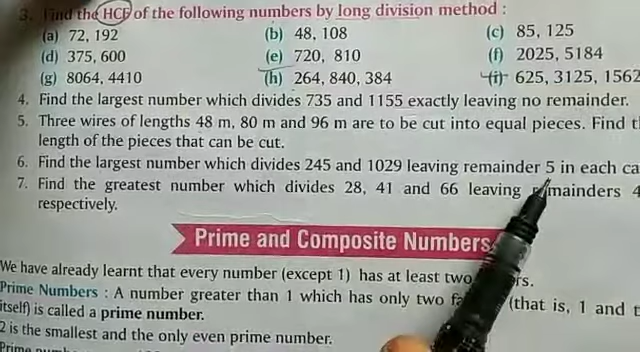 3. Find the HCF of the following numbers by long division method :
(a) 72, 192 (b) 48, 108 (c) 85, 125
(d) 375, 600 (e) 720, 810 (f) 2025, 5184
(g) 8064, 4410 (h) 264, 840, 384 (i) 625, 3125, 1562
4. Find the largest number which divides 735 and 1155 exactly leaving no remainder.
5. Three wires of lengths 48 m, 80 m and 96 m are to be cut into equal pieces. Find
length of the pieces that can be cut.
6. Find the largest number which divides 245 and 1029 leaving remainder 5 in each
7. Find the greatest number which divides 28, 41 and 66 leaving remainders 4
respectively.
Prime and Composite Numbers
We have already learnt that every number (except 1) has at least two
Prime Numbers : A number greater than 1 which has only two (that is, 1 and
itself) is called a prime number.
2 is the smallest and the only even prime number.
Prime